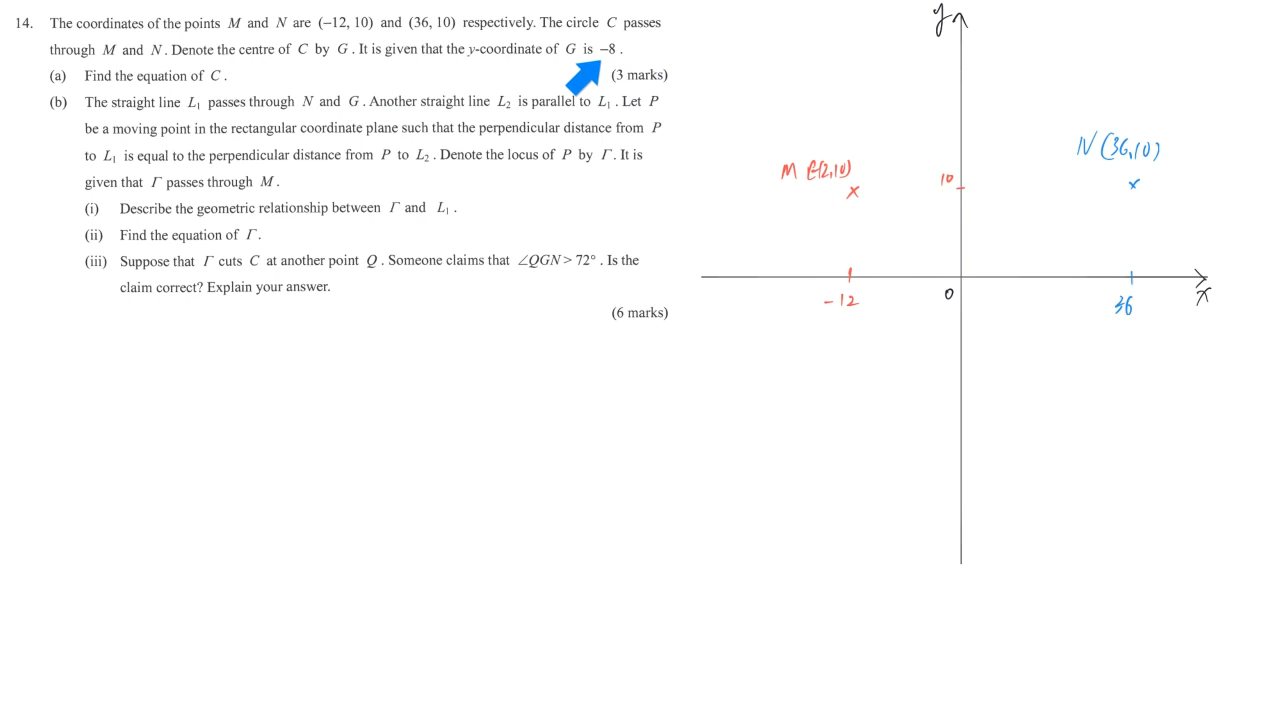 14. The coordinates of the points M and N are (−12, 10) and (36, 10) respectively. The circle C passes
through M and N. Denote the centre of C by G. It is given that the y-coordinate of G is −8.
(a) Find the equation of C. (3 marks)
(b) The straight line L₁ passes through N and G. Another straight line L₂ is parallel to L₁. Let P
be a moving point in the rectangular coordinate plane such that the perpendicular distance from P
to L₁ is equal to the perpendicular distance from P to L₂. Denote the locus of P by Γ. It is
given that Γ passes through M.
(i) Describe the geometric relationship between Γ and L₁.
(ii) Find the equation of Γ.
(iii) Suppose that Γ cuts C at another point Q. Someone claims that ∠QGN > 72°. Is the
claim correct? Explain your answer.
(6 marks)
y
N (36,10)
M (-12,10)
10
-12
0
36
x